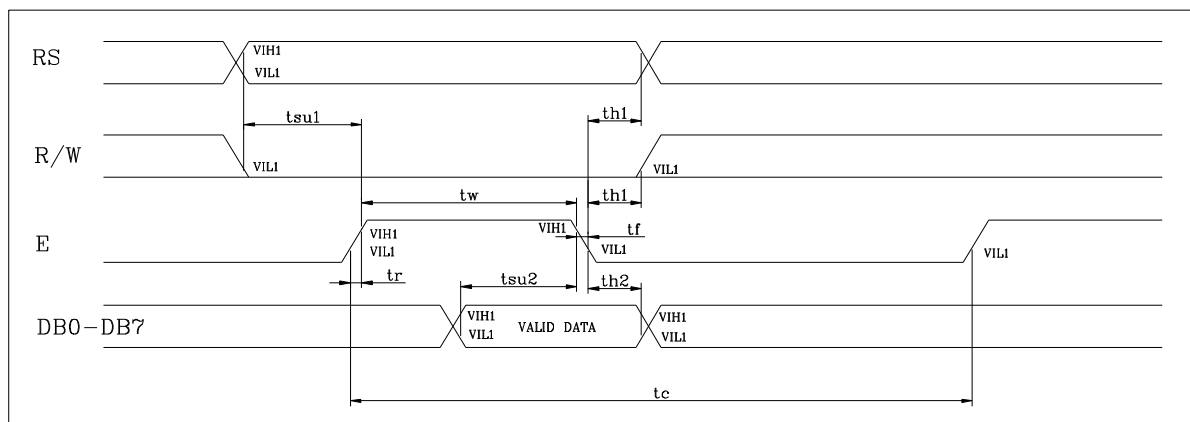 RS
VIH1
VIL1
tsu1
th1
R/W
VIL1
VIL1
tw
th1
E
VIH1
VIL1
VIH1
tf
VIL1
VIL1
tr
tsu2
th2
DB0-DB7
VIH1
VIL1
VALID DATA
VIH1
VIL1
tc